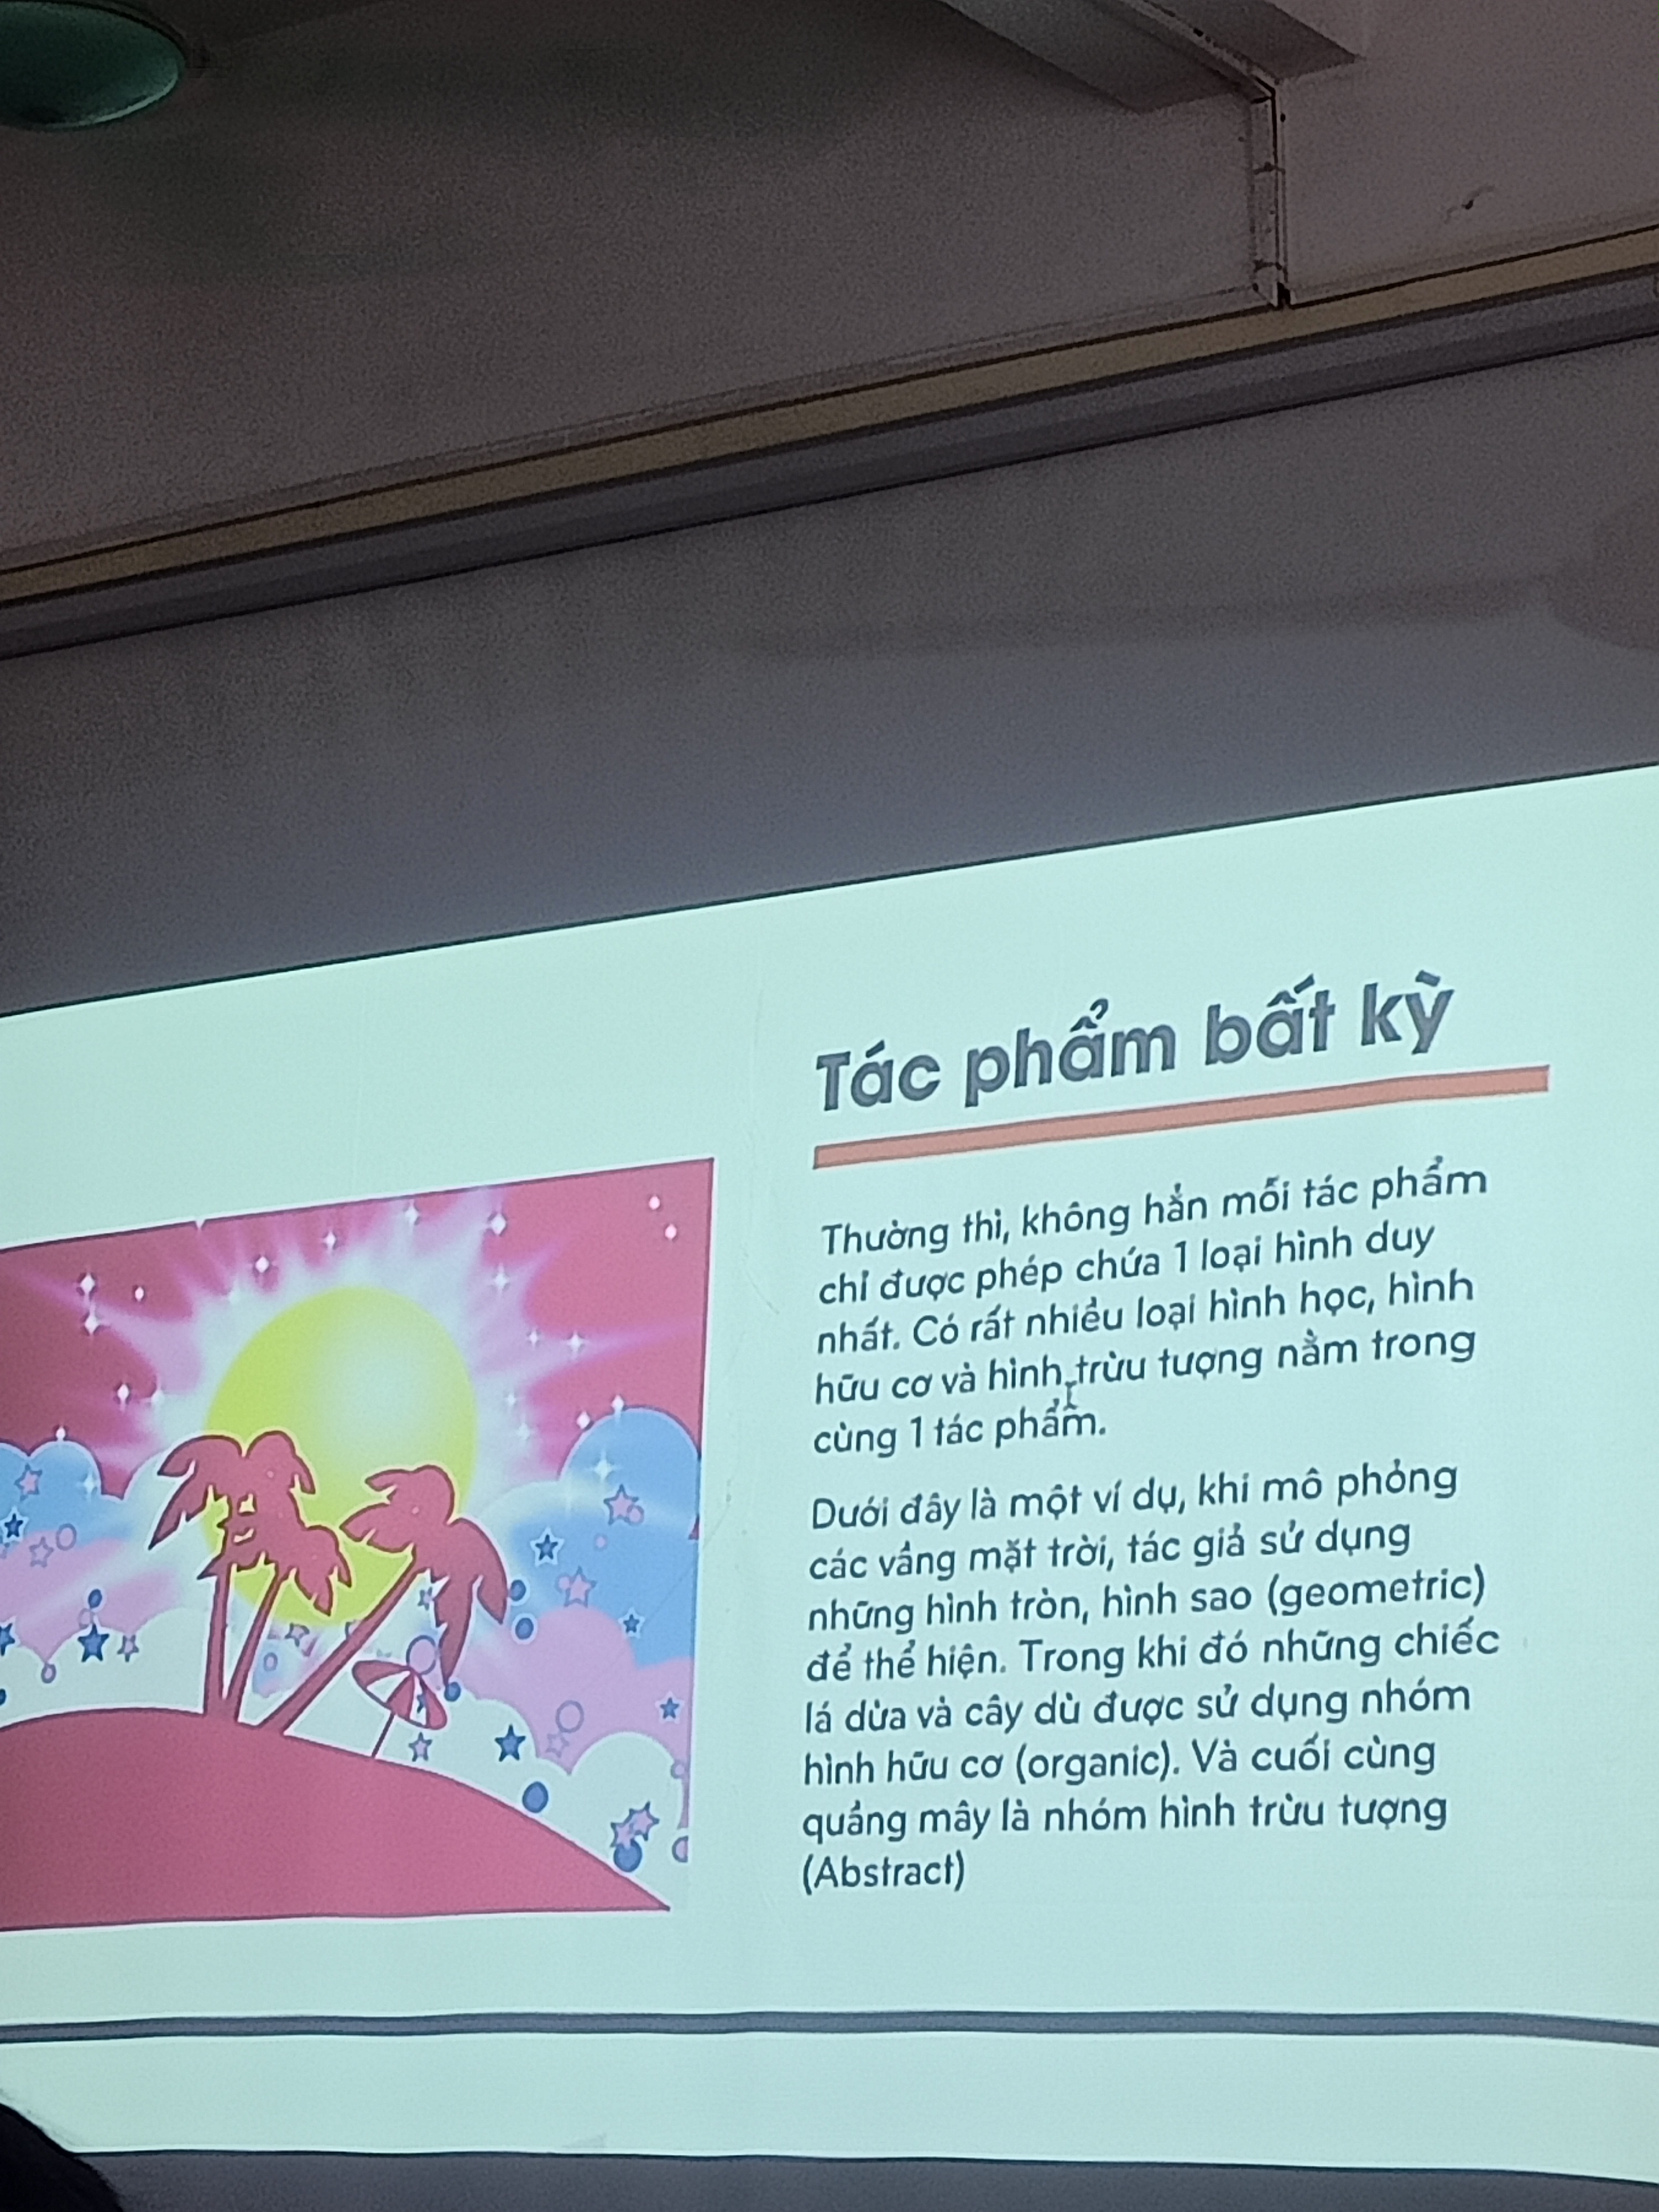 Tác phẩm bất kỳ
Thường thì, không hẳn mỗi tác phẩm
chỉ được phép chứa 1 loại hình duy
nhất. Có rất nhiều loại hình học, hình
hữu cơ và hình trừu tượng nằm trong
cùng 1 tác phẩm.
Dưới đây là một ví dụ, khi mô phỏng
các vầng mặt trời, tác giả sử dụng
những hình tròn, hình sao (geometric)
để thể hiện. Trong khi đó những chiếc
lá dừa và cây dù được sử dụng nhóm
hình hữu cơ (organic). Và cuối cùng
quầng mây là nhóm hình trừu tượng
(Abstract)